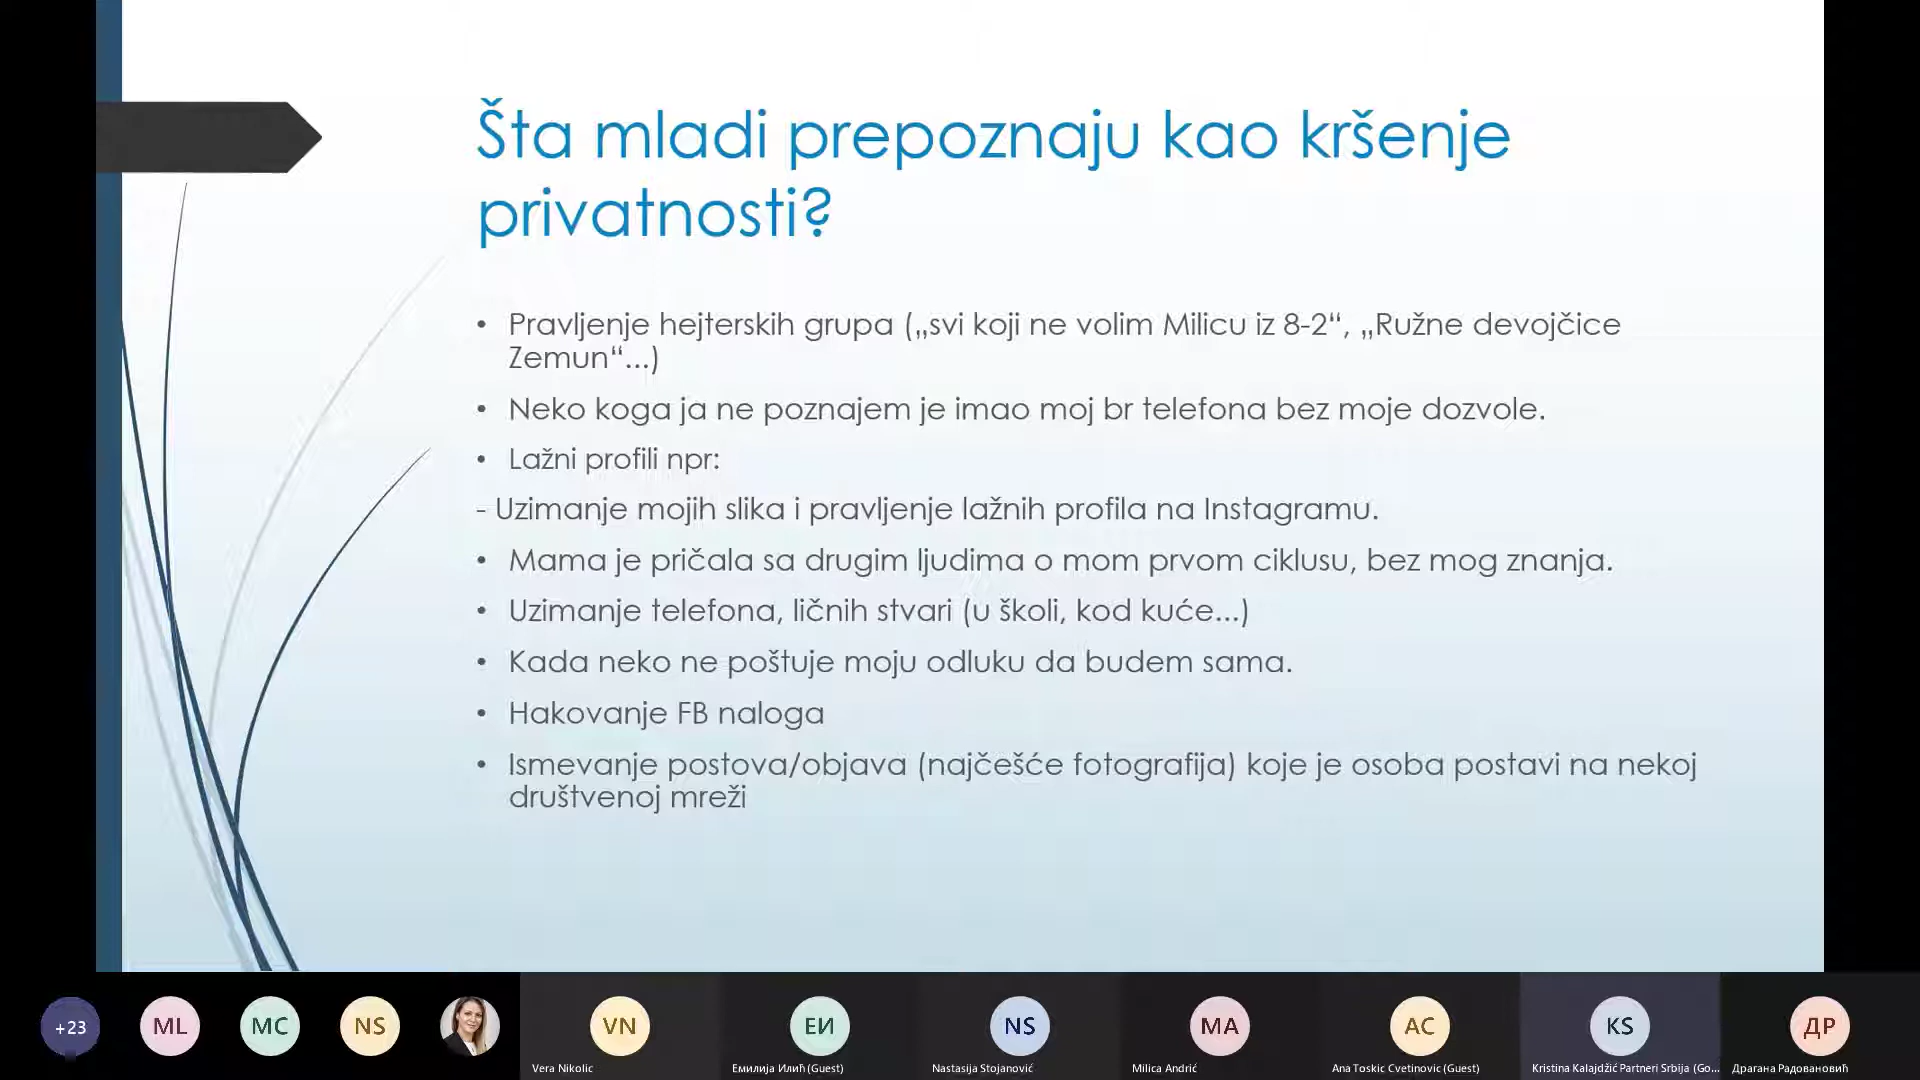 Šta mladi prepoznaju kao kršenje
privatnosti?
• Pravljenje hejterskih grupa („svi koji ne volim Milicu iz 8-2“, „Ružne devojčice
Zemun“...)
• Neko koga ja ne poznajem je imao moj br telefona bez moje dozvole.
• Lažni profili npr:
- Uzimanje mojih slika i pravljenje lažnih profila na Instagramu.
• Mama je pričala sa drugim ljudima o mom prvom ciklusu, bez mog znanja.
• Uzimanje telefona, ličnih stvari (u školi, kod kuće...)
• Kada neko ne poštuje moju odluku da budem sama.
• Hakovanje FB naloga
• Ismevanje postova/objava (najčešće fotografija) koje je osoba postavi na nekoj
društvenoj mreži
+23 ML MC NS VN ЕИ NS MA AC KS ДР
Vera Nikolic Емилија Илић (Guest) Nastasija Stojanović Milica Andrić Ana Toskic Cvetinovic (Guest) Kristina Kalajdžić Partneri Srbija (Go... Драгана Радовановић